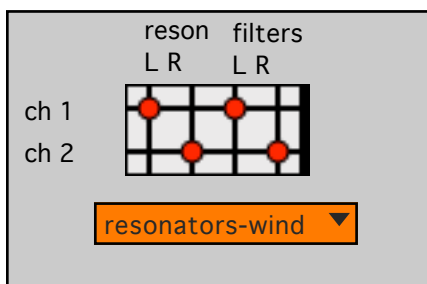 reson filters
L R L R
ch 1
ch 2
resonators-wind